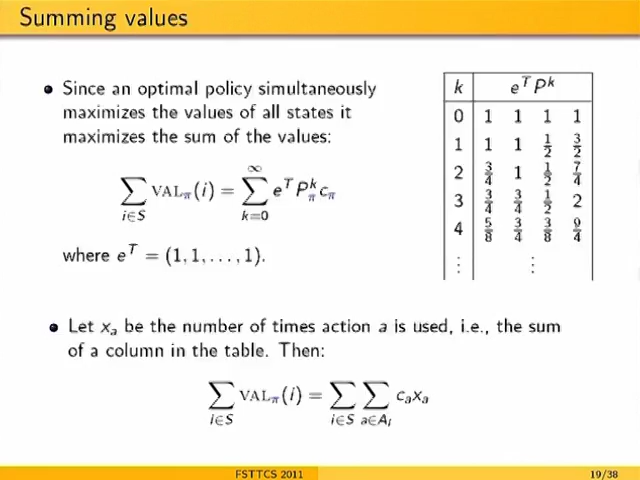 Summing values
● Since an optimal policy simultaneously
maximizes the values of all states it
maximizes the sum of the values:
∑_{i∈S} VAL_π(i) = ∑_{k=0}^{∞} e^T P_π^k c_π
where e^T = (1, 1, . . . , 1).
k e^T P^k
0 1 1 1 1
1 1 1 1/2 3/2
2 3/4 1 1/2 7/4
3 3/4 3/4 1/2 2
4 5/8 3/4 3/8 9/4
⋮ ⋮
● Let x_a be the number of times action a is used, i.e., the sum
of a column in the table. Then:
∑_{i∈S} VAL_π(i) = ∑_{i∈S} ∑_{a∈A_i} c_a x_a
FSTTCS 2011 19/38